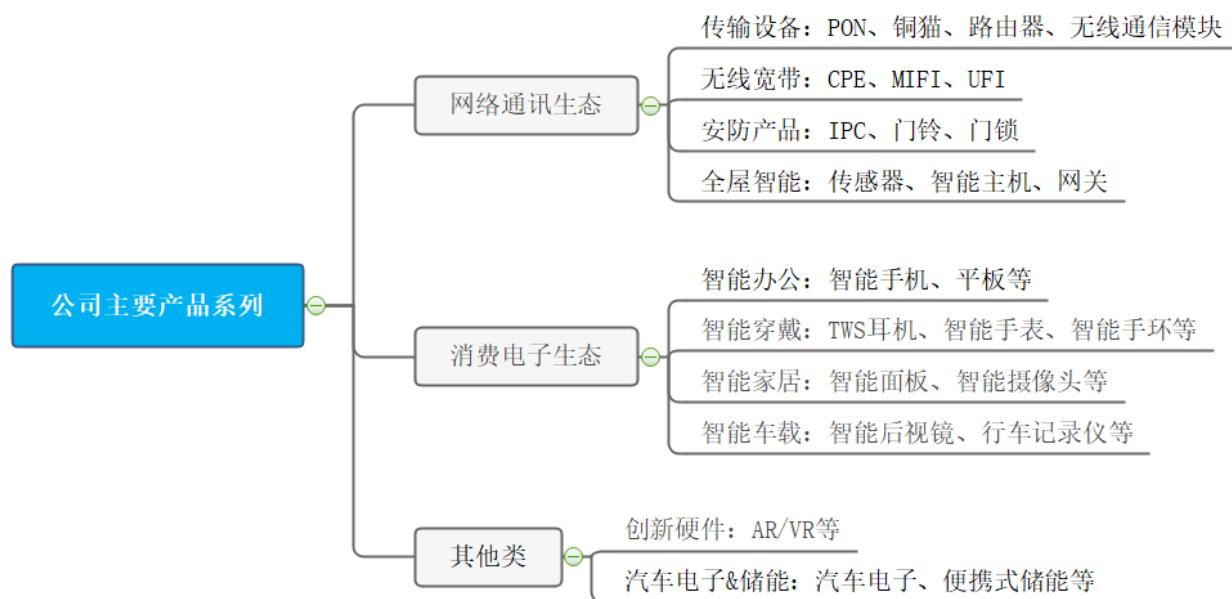 公司主要产品系列
网络通讯生态
传输设备：PON、铜猫、路由器、无线通信模块
无线宽带：CPE、MIFI、UFI
安防产品：IPC、门铃、门锁
全屋智能：传感器、智能主机、网关
消费电子生态
智能办公：智能手机、平板等
智能穿戴：TWS耳机、智能手表、智能手环等
智能家居：智能面板、智能摄像头等
智能车载：智能后视镜、行车记录仪等
其他类
创新硬件：AR/VR等
汽车电子&储能：汽车电子、便携式储能等